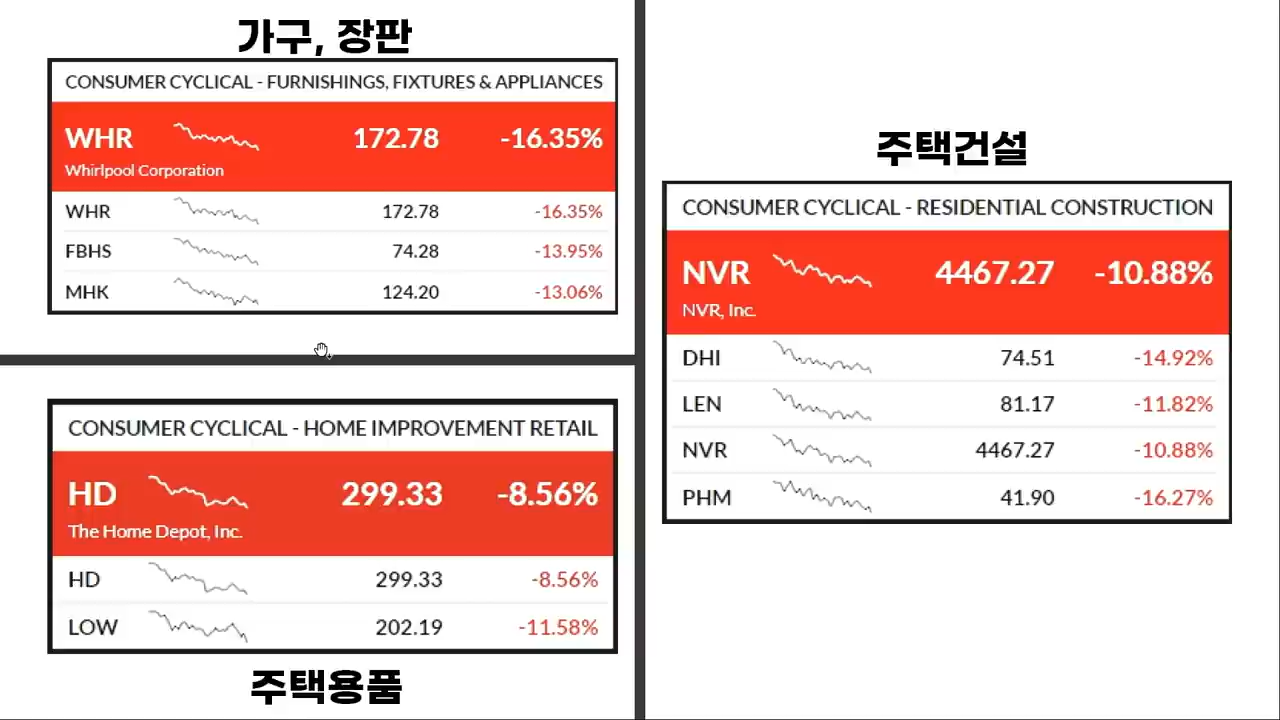 가구, 장판
CONSUMER CYCLICAL - FURNISHINGS, FIXTURES & APPLIANCES
WHR 172.78 -16.35%
Whirlpool Corporation
WHR 172.78 -16.35%
FBHS 74.28 -13.95%
MHK 124.20 -13.06%
CONSUMER CYCLICAL - HOME IMPROVEMENT RETAIL
HD 299.33 -8.56%
The Home Depot, Inc.
HD 299.33 -8.56%
LOW 202.19 -11.58%
주택용품
주택건설
CONSUMER CYCLICAL - RESIDENTIAL CONSTRUCTION
NVR 4467.27 -10.88%
NVR, Inc.
DHI 74.51 -14.92%
LEN 81.17 -11.82%
NVR 4467.27 -10.88%
PHM 41.90 -16.27%